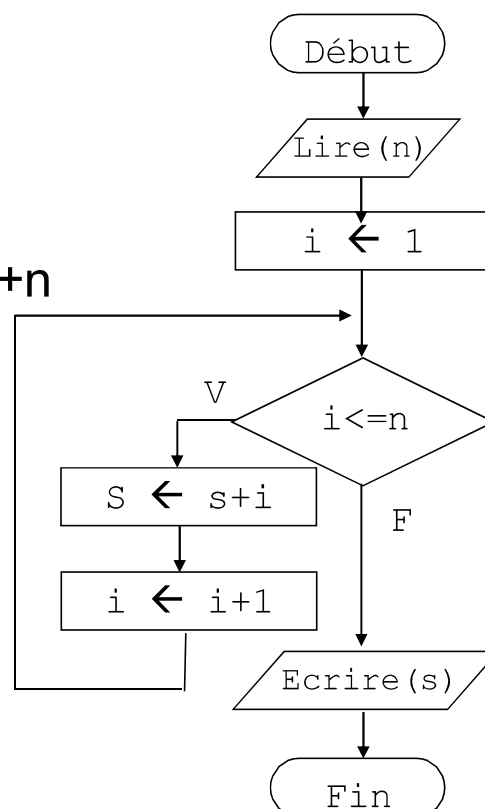 Début
Lire(n)
i ← 1
+n
i<=n
V
S ← s+i
F
i ← i+1
Ecrire(s)
Fin